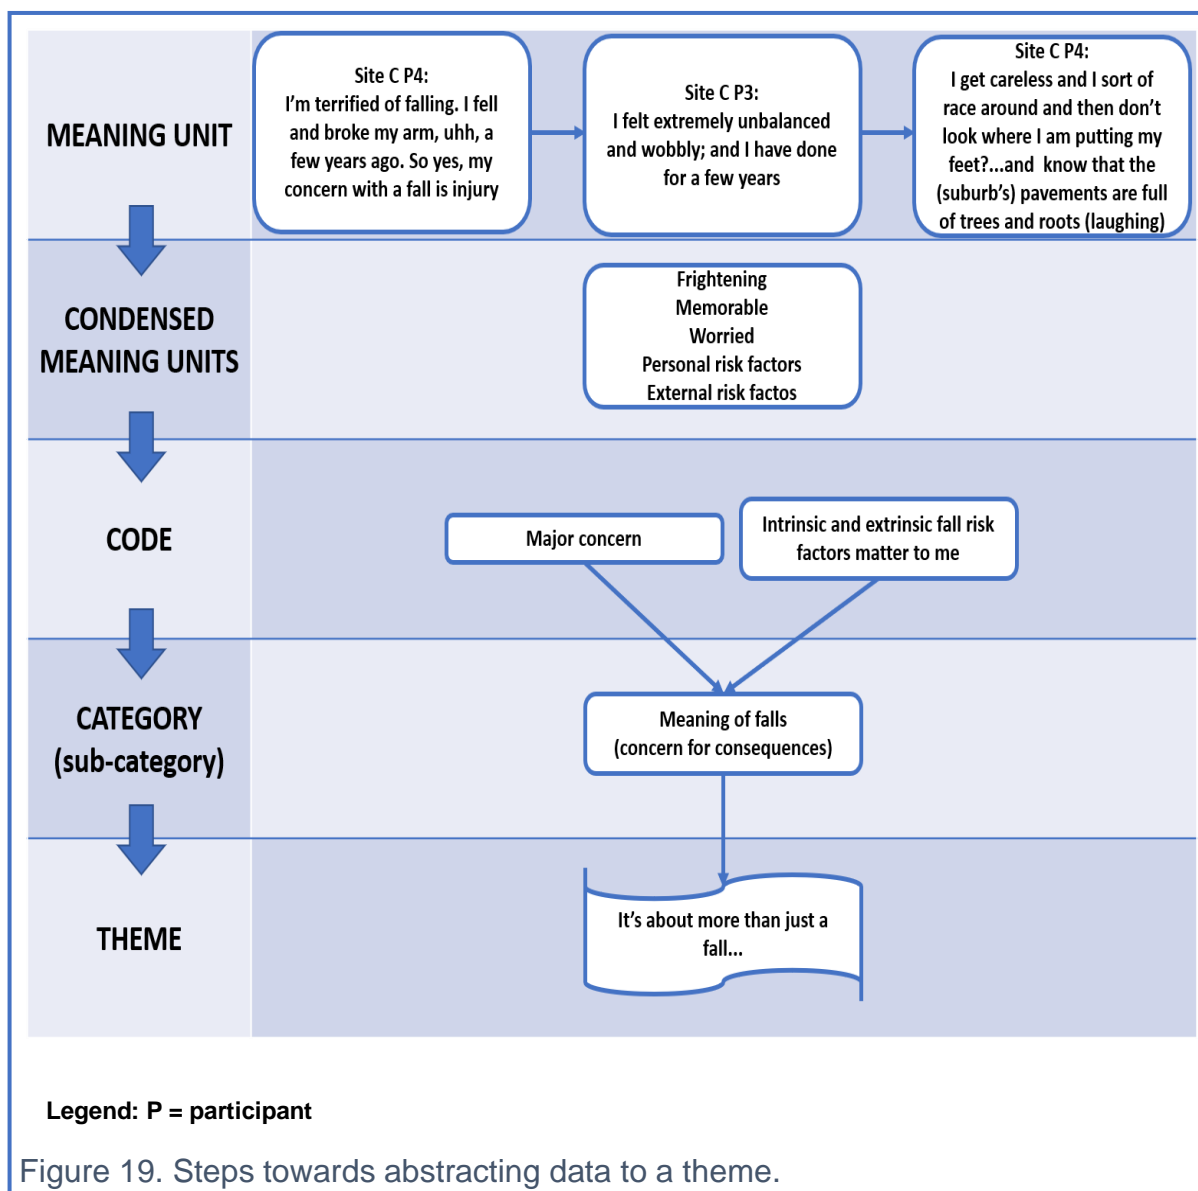 MEANING UNIT
Site C P4:
I'm terrified of falling. I fell
and broke my arm, uhh, a
few years ago. So yes, my
concern with a fall is injury
Site C P3:
I felt extremely unbalanced
and wobbly; and I have done
for a few years
Site C P4:
I get careless and I sort of
race around and then don't
look where I am putting my
feet?...and know that the
(suburb's) pavements are full
of trees and roots (laughing)
CONDENSED
MEANING UNITS
Frightening
Memorable
Worried
Personal risk factors
External risk factos
CODE
Major concern
Intrinsic and extrinsic fall risk
factors matter to me
CATEGORY
(sub-category)
Meaning of falls
(concern for consequences)
THEME
It's about more than just a
fall...
Legend: P = participant
Figure 19. Steps towards abstracting data to a theme.